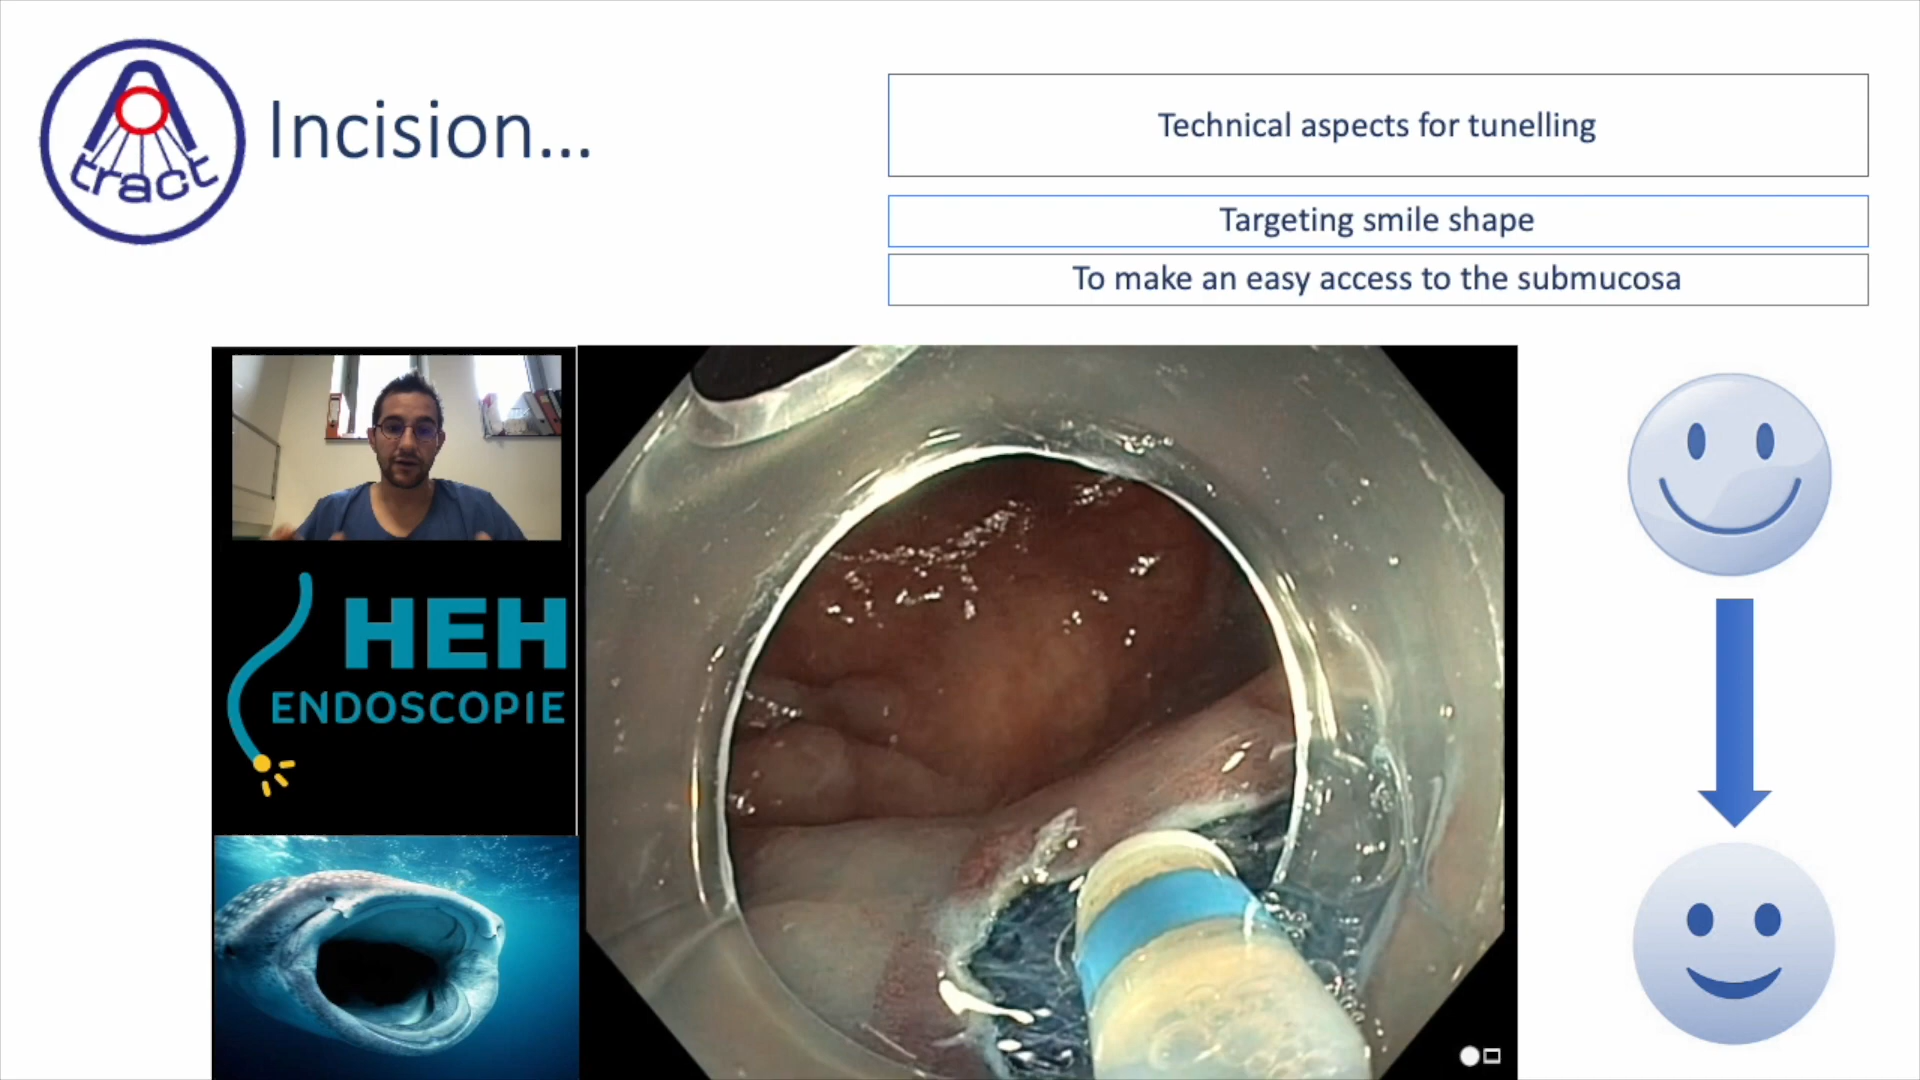 A
tract
Incision...
Technical aspects for tunelling
Targeting smile shape
To make an easy access to the submucosa
HEH
ENDOSCOPIE